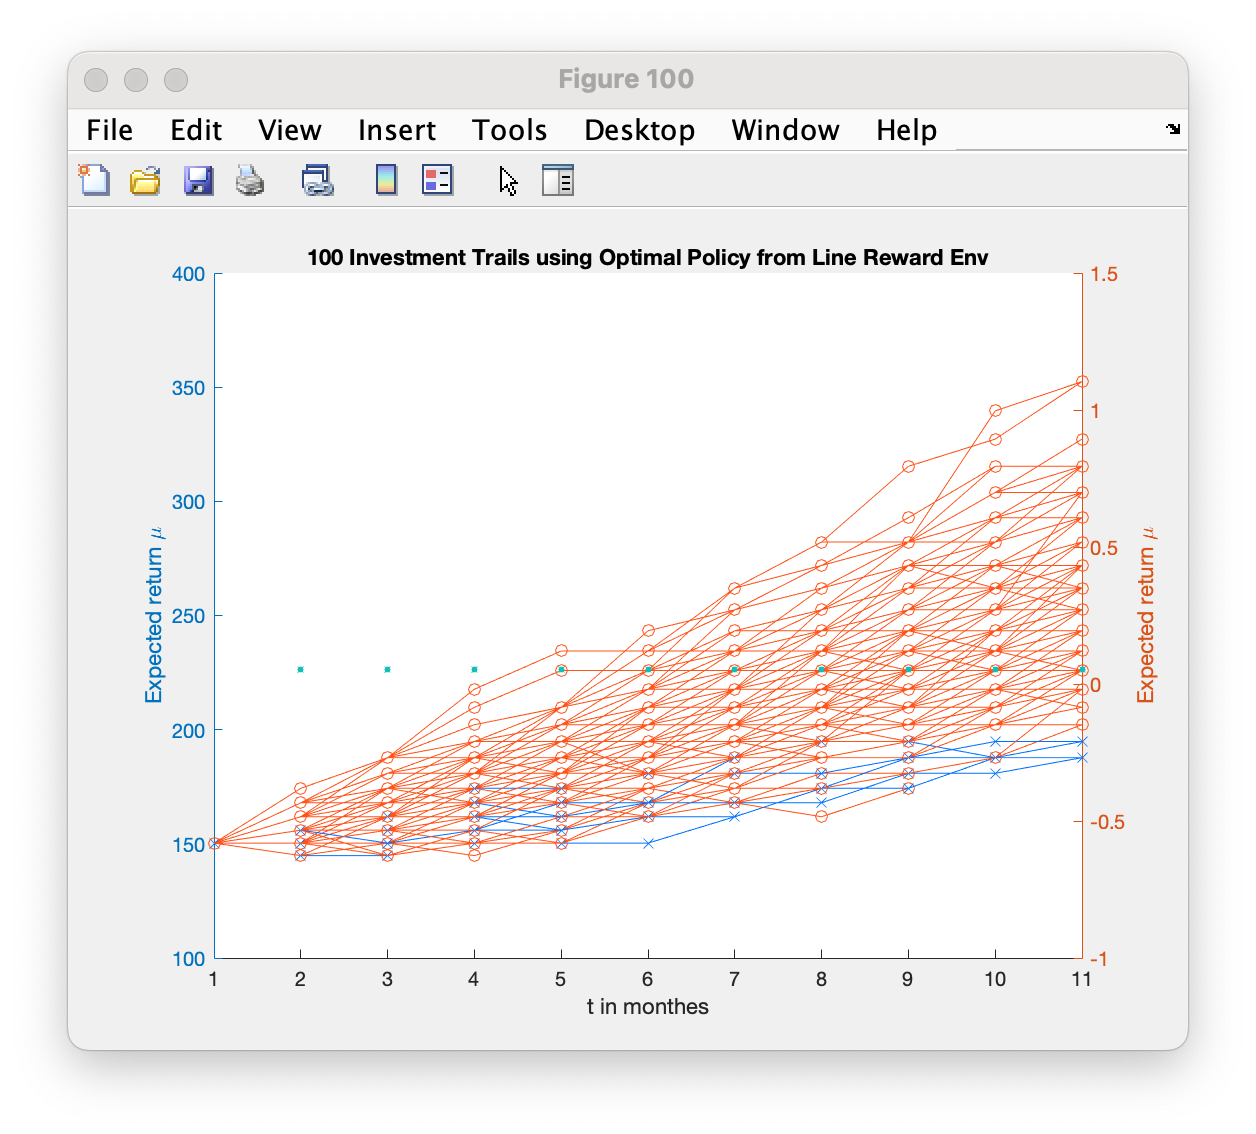 Figure 100
File Edit View Insert Tools Desktop Window Help
100 Investment Trails using Optimal Policy from Line Reward Env
400
350
300
250
200
150
100
Expected return μ
1.5
1
0.5
0
-0.5
-1
Expected return μ
1 2 3 4 5 6 7 8 9 10 11
t in monthes